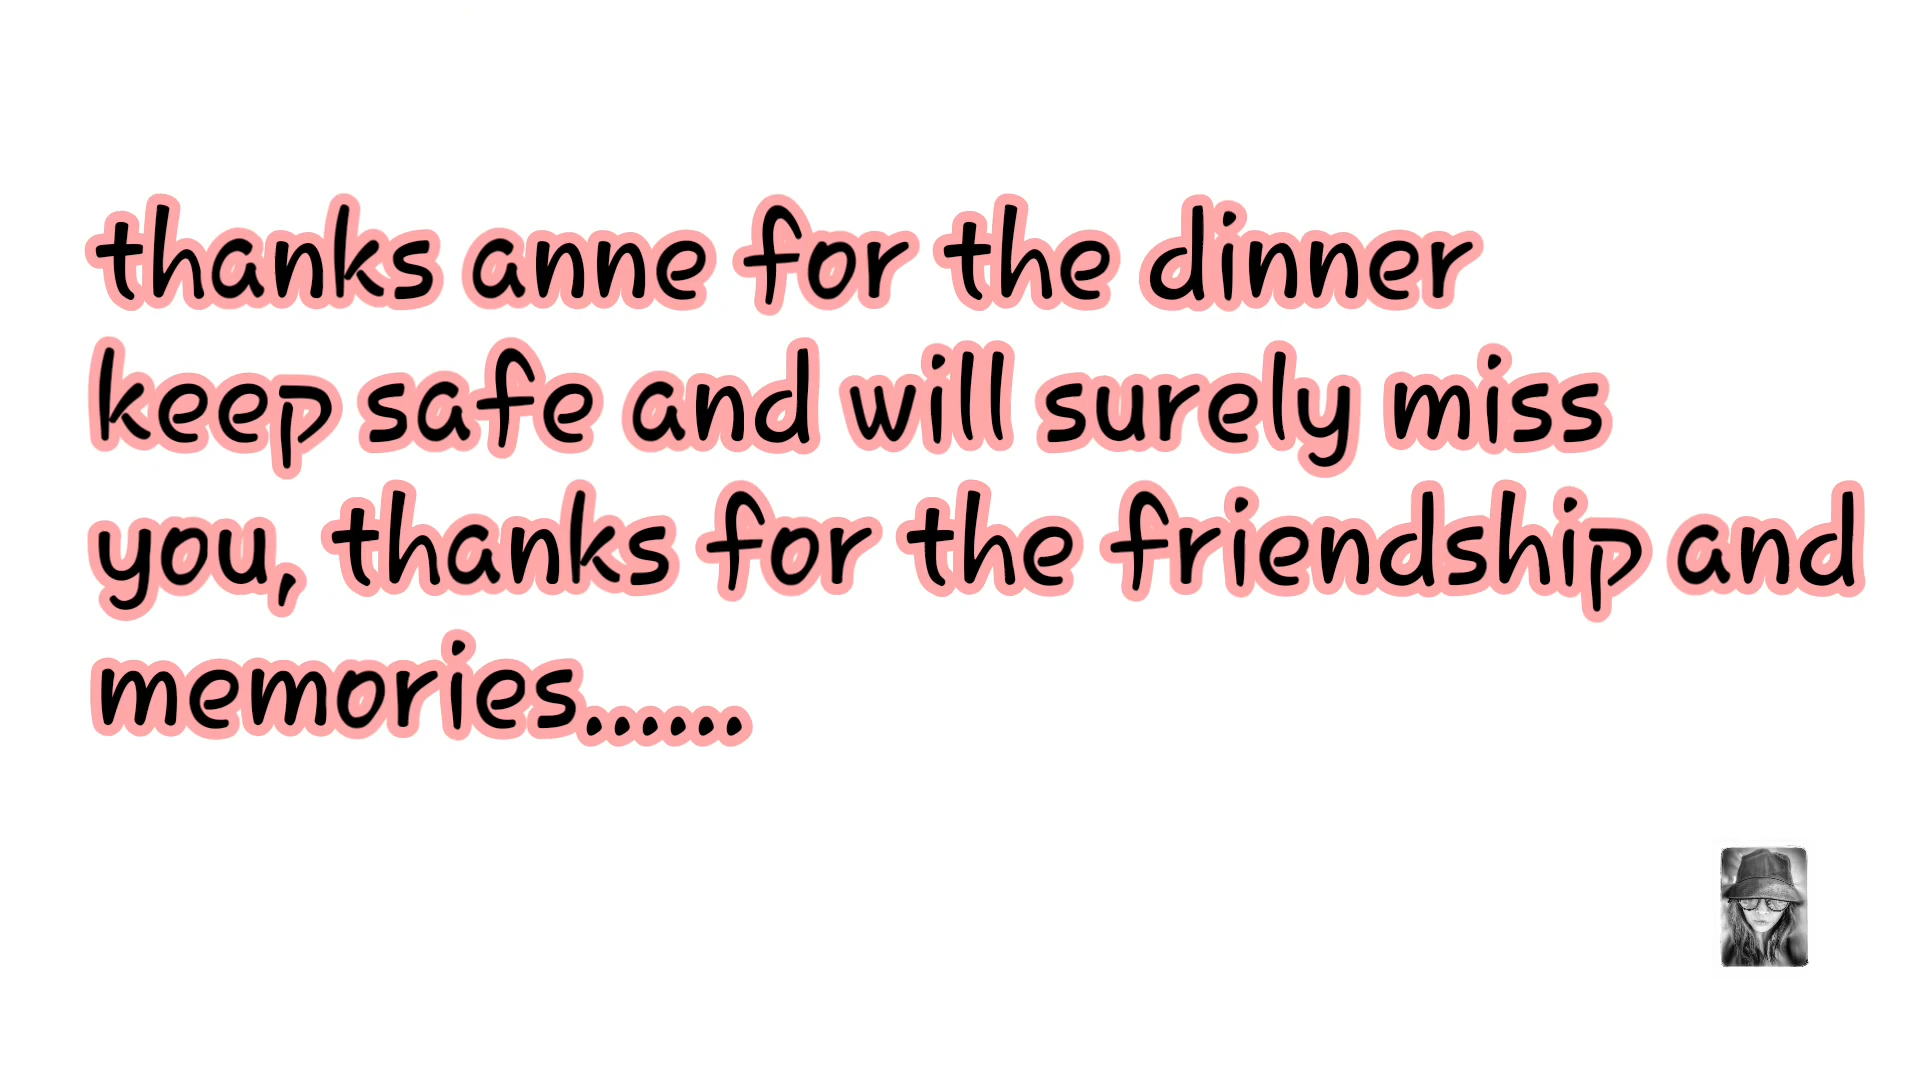 thanks anne for the dinner
keep safe and will surely miss
you, thanks for the friendship and
memories......